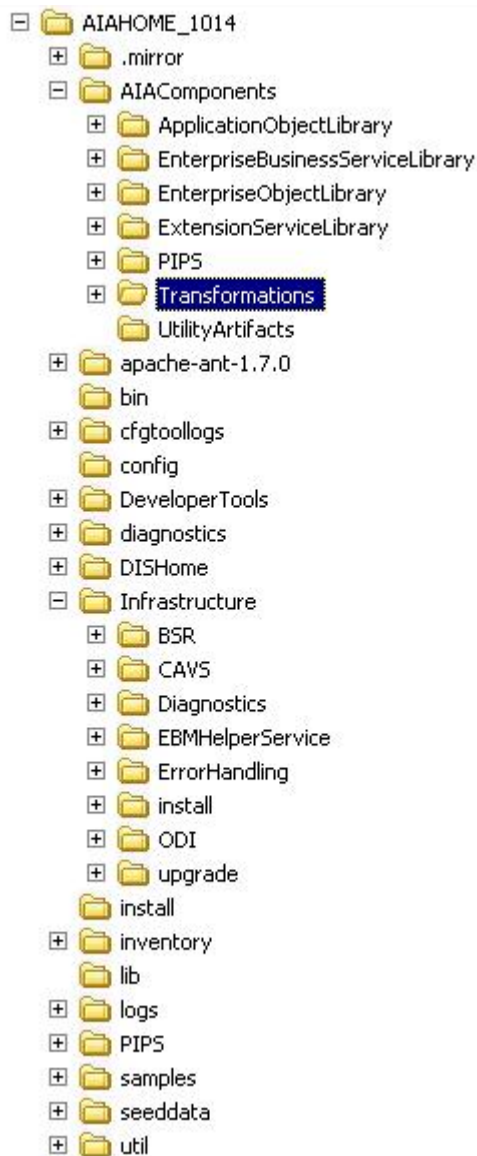 AIAHOME_1014
.mirror
AIAComponents
ApplicationObjectLibrary
EnterpriseBusinessServiceLibrary
EnterpriseObjectLibrary
ExtensionServiceLibrary
PIPS
Transformations
UtilityArtifacts
apache-ant-1.7.0
bin
cfgtoollogs
config
DeveloperTools
diagnostics
DISHome
Infrastructure
BSR
CAVS
Diagnostics
EBMHelperService
ErrorHandling
install
ODI
upgrade
install
inventory
lib
logs
PIPS
samples
seeddata
util